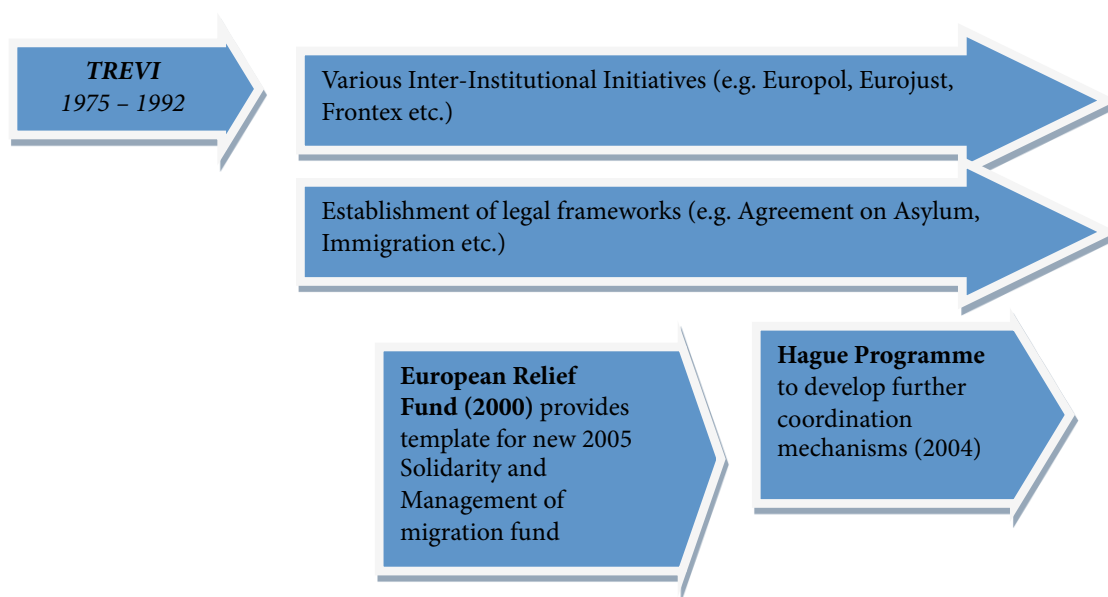 TREVI
1975 – 1992
Various Inter-Institutional Initiatives (e.g. Europol, Eurojust,
Frontex etc.)
Establishment of legal frameworks (e.g. Agreement on Asylum,
Immigration etc.)
European Relief
Fund (2000) provides
template for new 2005
Solidarity and
Management of
migration fund
Hague Programme
to develop further
coordination
mechanisms (2004)